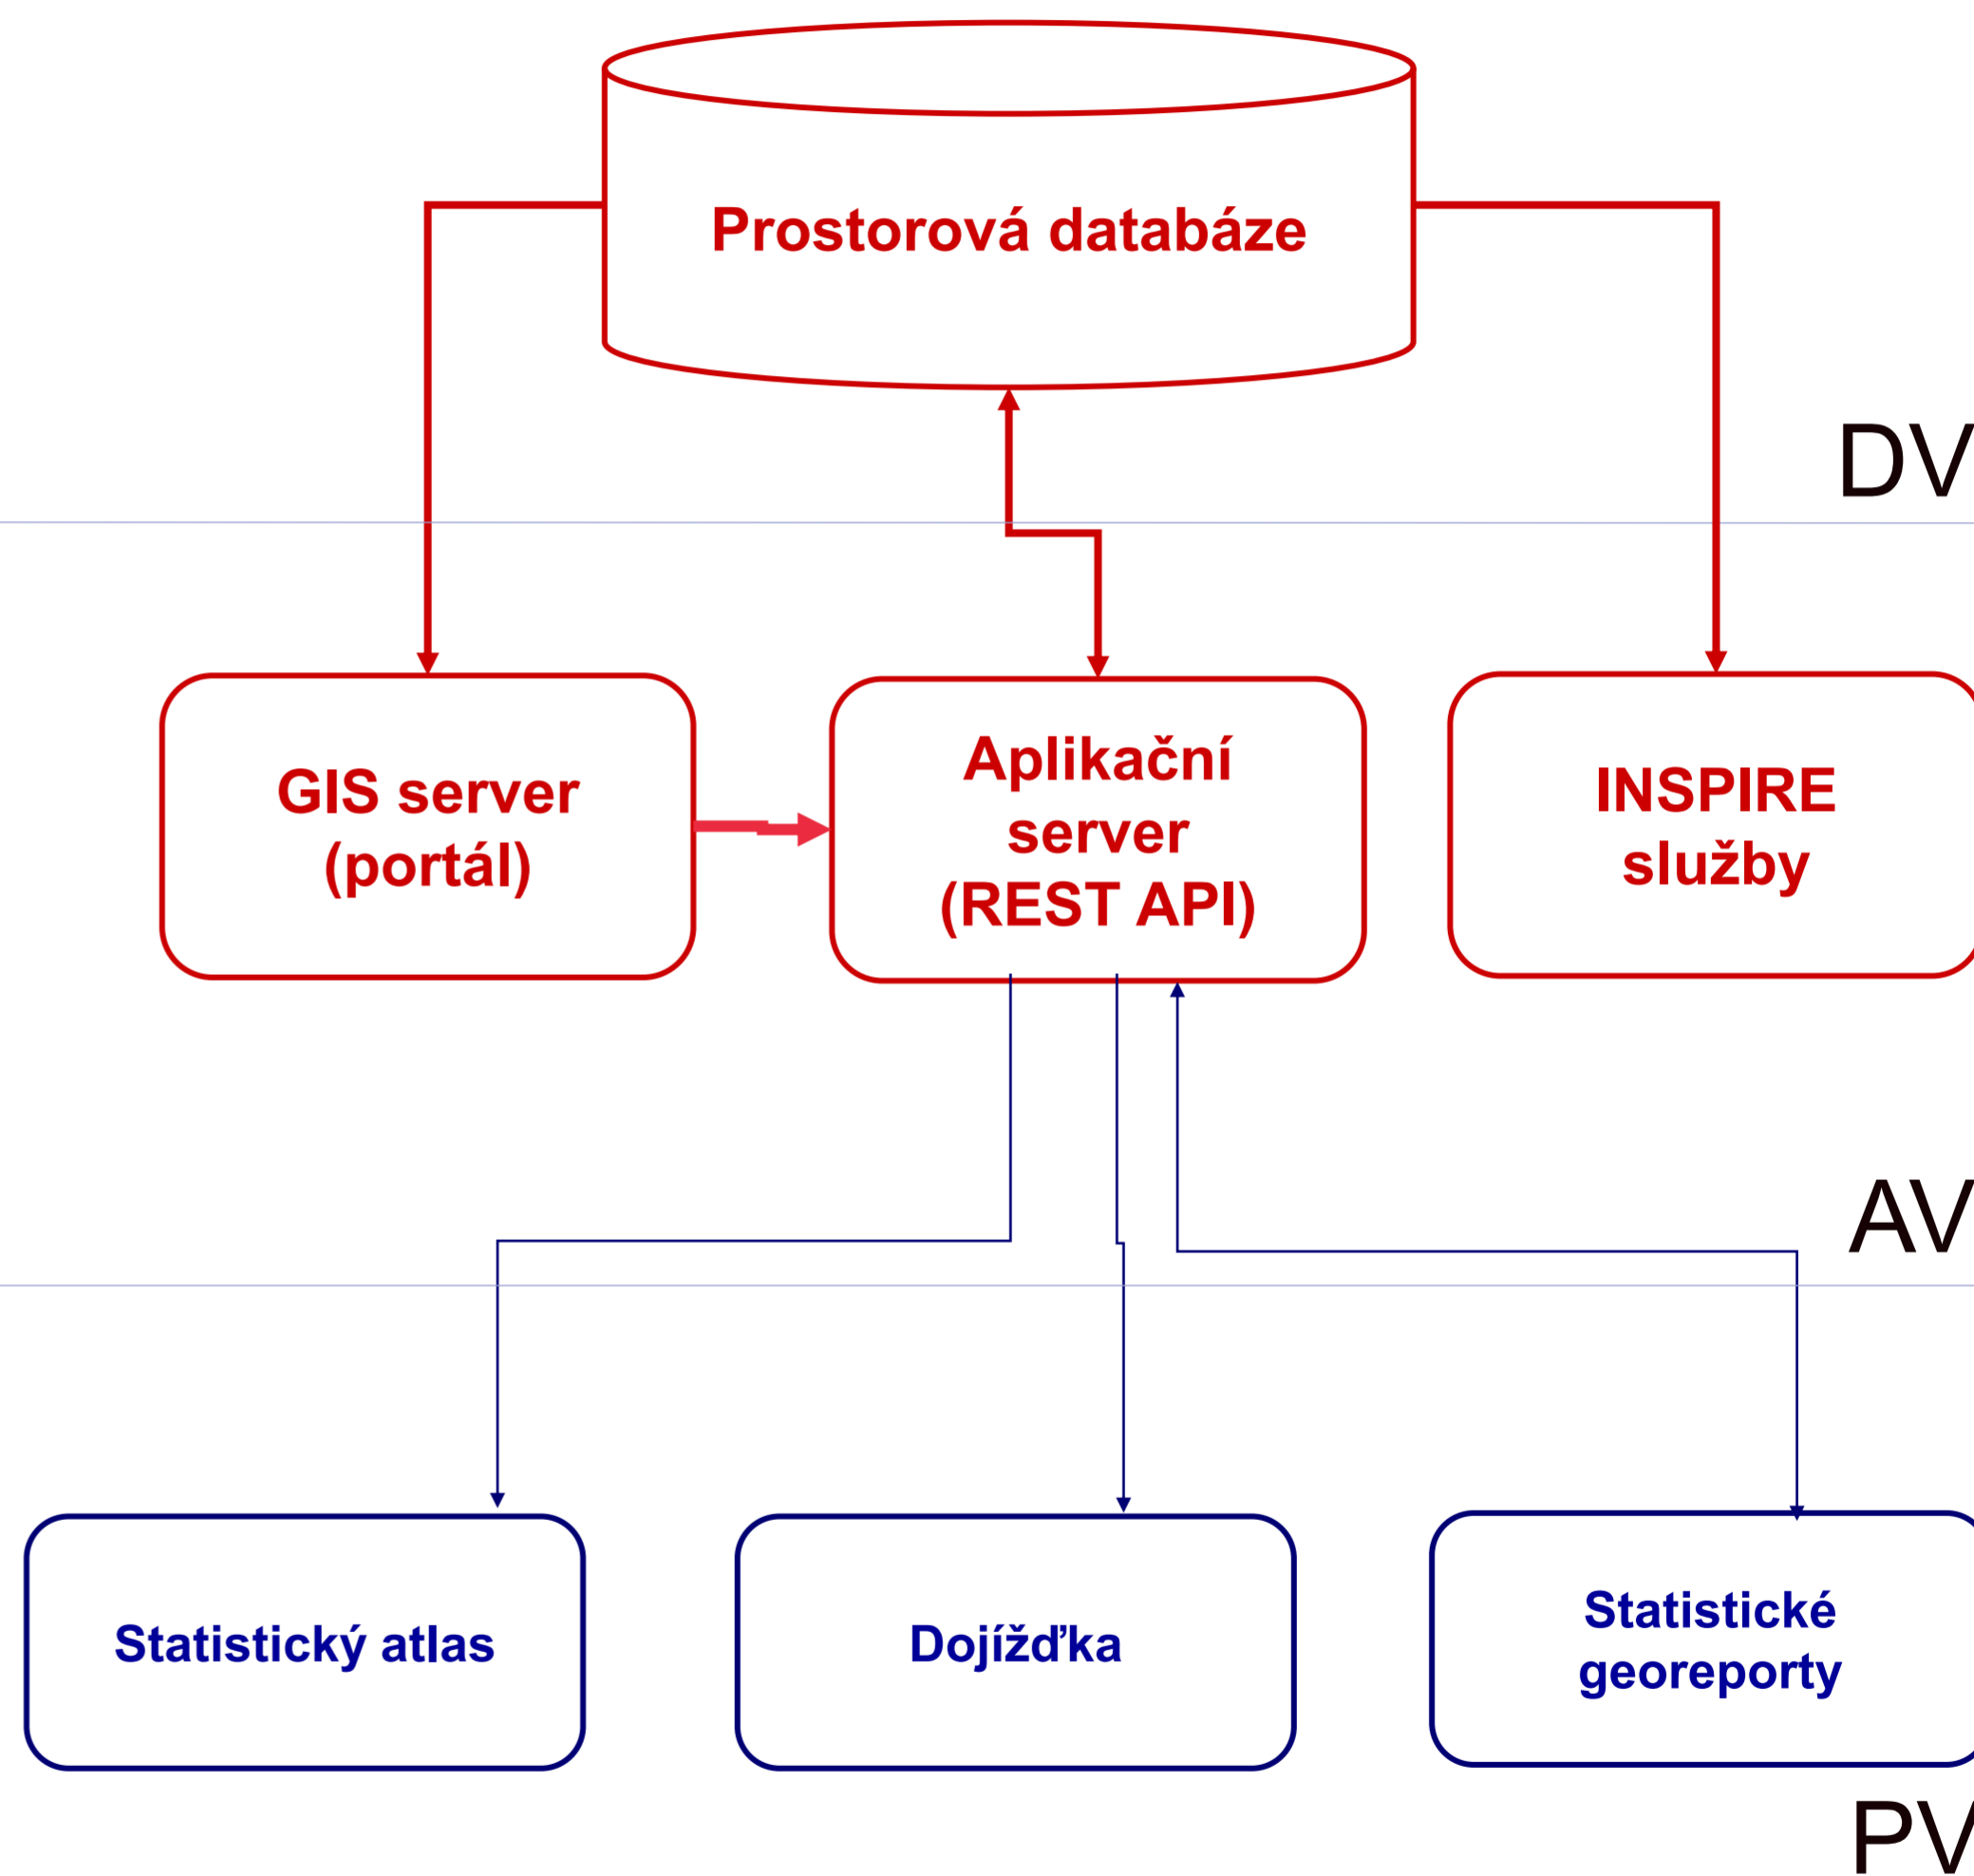 Prostorová databáze
DV
GIS server
(portál)
Aplikační
server
(REST API)
INSPIRE
služby
AV
Statistický atlas
Dojížďka
Statistické
georeporty
PV